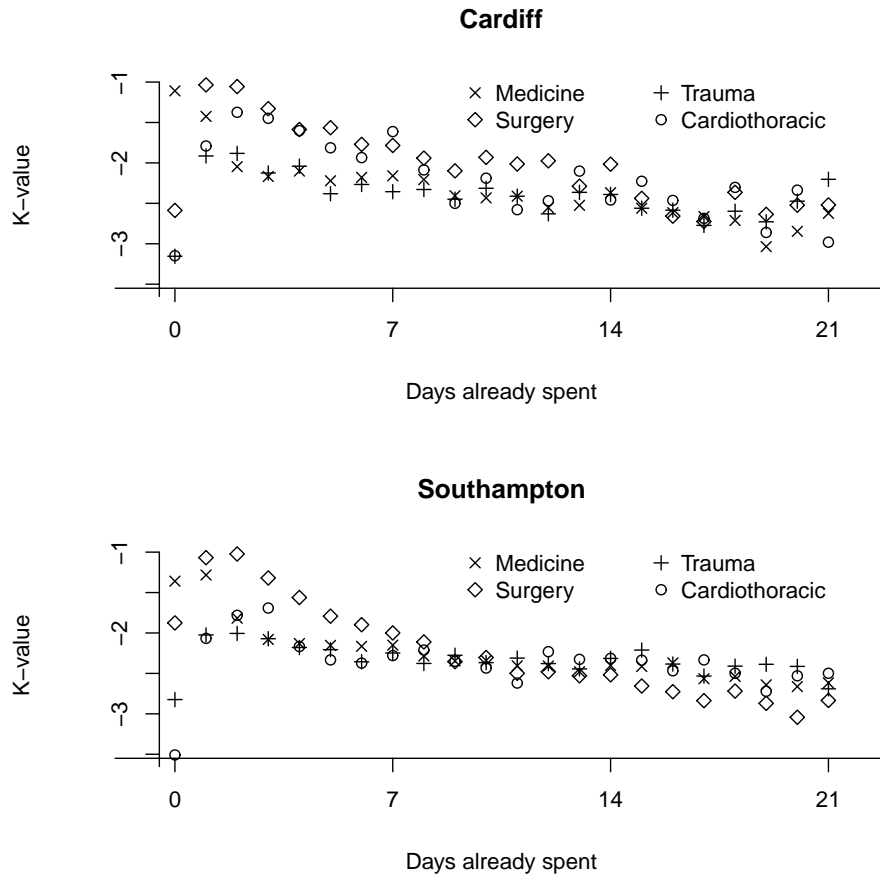 Cardiff
−1
−2
−3
K−value
Medicine
Trauma
Surgery
Cardiothoracic
0 7 14 21
Days already spent
Southampton
−1
−2
−3
K−value
Medicine
Trauma
Surgery
Cardiothoracic
0 7 14 21
Days already spent